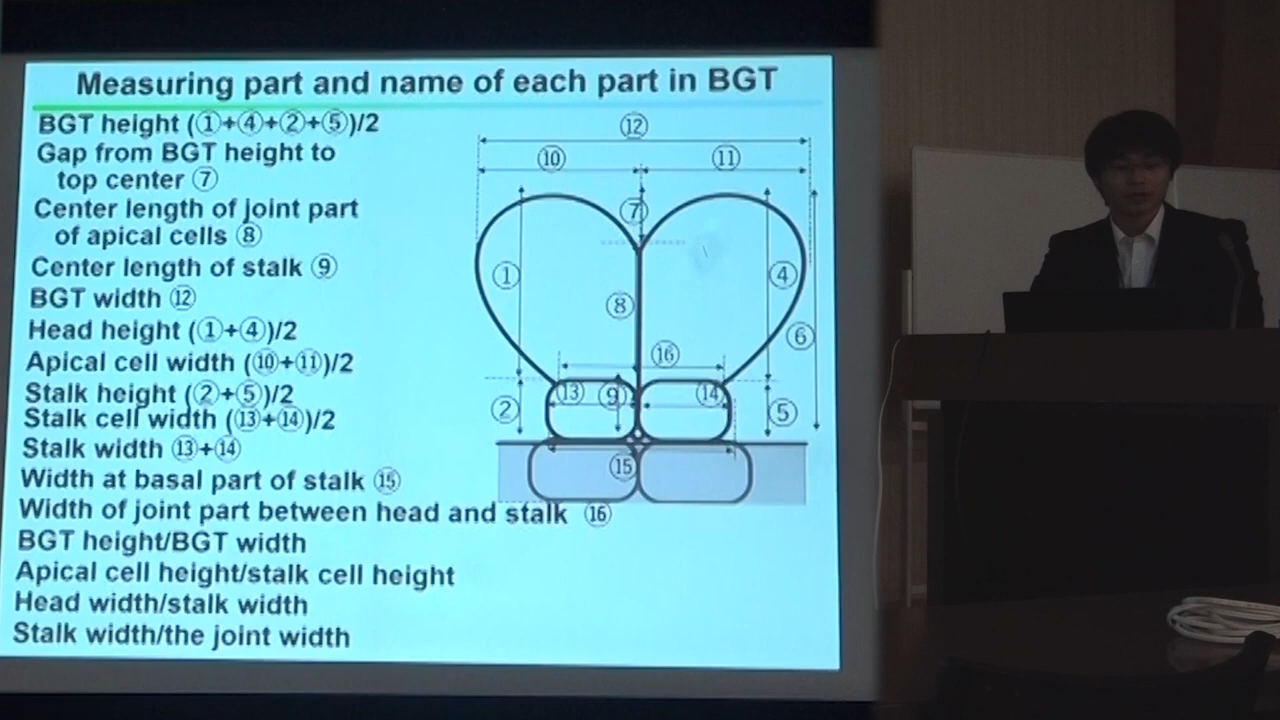 Measuring part and name of each part in BGT
BGT height (①+④+②+⑤)/2
Gap from BGT height to
top center ⑦
Center length of joint part
of apical cells ⑧
Center length of stalk ⑨
BGT width ⑫
Head height (①+④)/2
Apical cell width (⑩+⑪)/2
Stalk height (②+⑤)/2
Stalk cell width (⑬+⑭)/2
Stalk width ⑬+⑭
Width at basal part of stalk ⑮
Width of joint part between head and stalk ⑯
BGT height/BGT width
Apical cell height/stalk cell height
Head width/stalk width
Stalk width/the joint width
⑫
⑩ ⑪
⑦
① ④
⑧
⑥
⑯
⑬ ⑨ ⑭
② ⑤
⑮